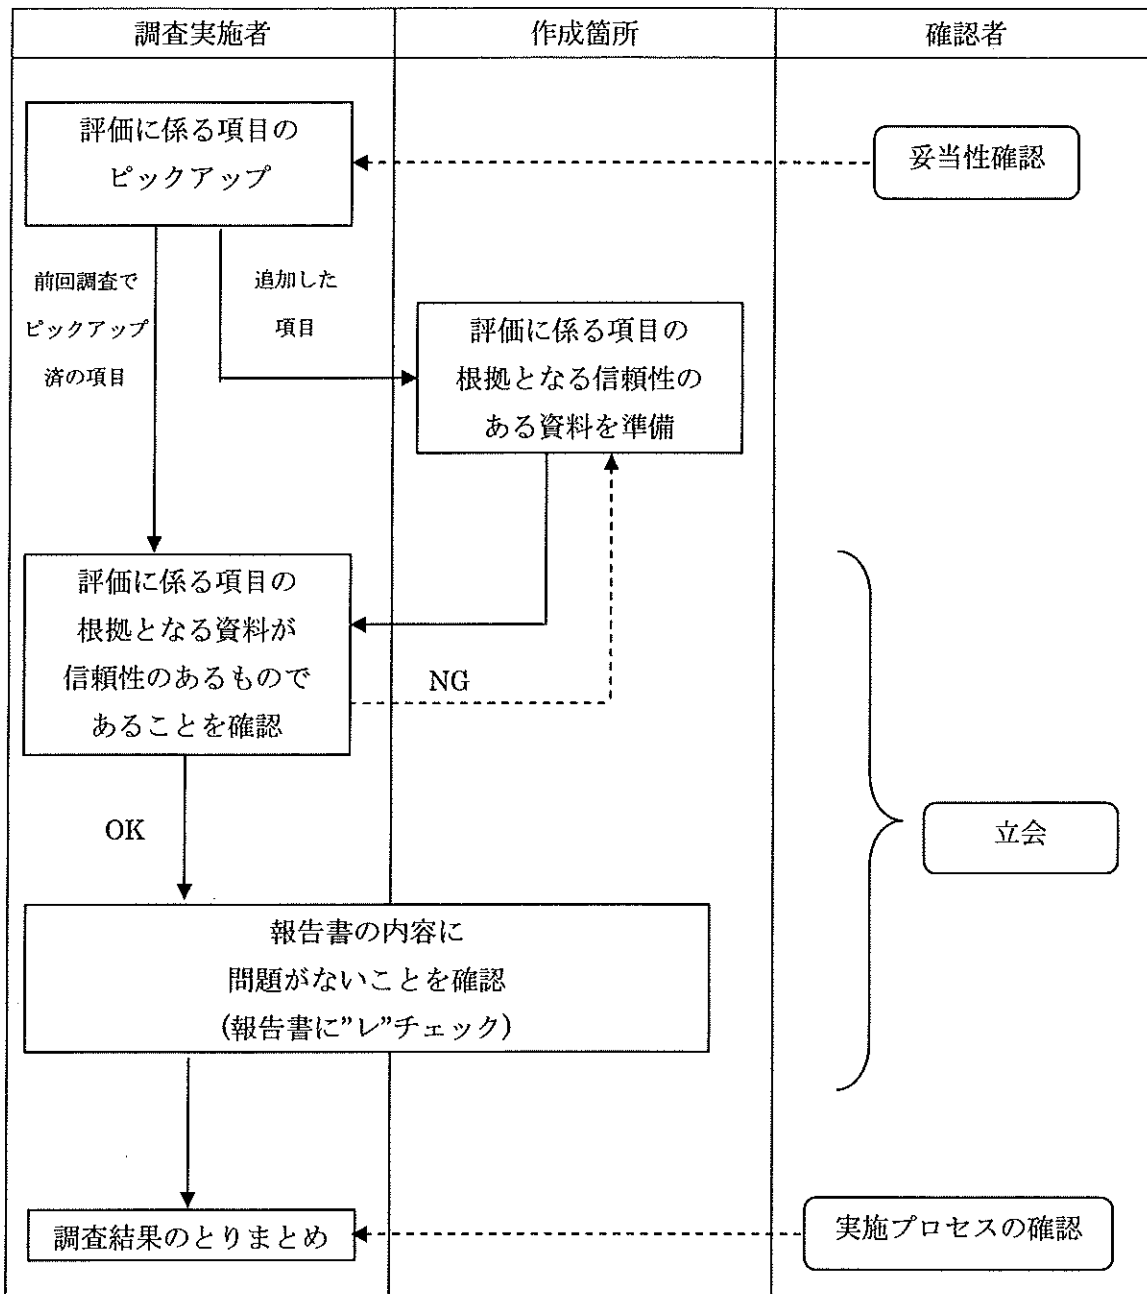 調査実施者
作成箇所
確認者
評価に係る項目の
ピックアップ
妥当性確認
前回調査で
ピックアップ
済の項目
追加した
項目
評価に係る項目の
根拠となる信頼性の
ある資料を準備
評価に係る項目の
根拠となる資料が
信頼性のあるもので
あることを確認
NG
OK
立会
報告書の内容に
問題がないことを確認
(報告書に”レ”チェック)
調査結果のとりまとめ
実施プロセスの確認